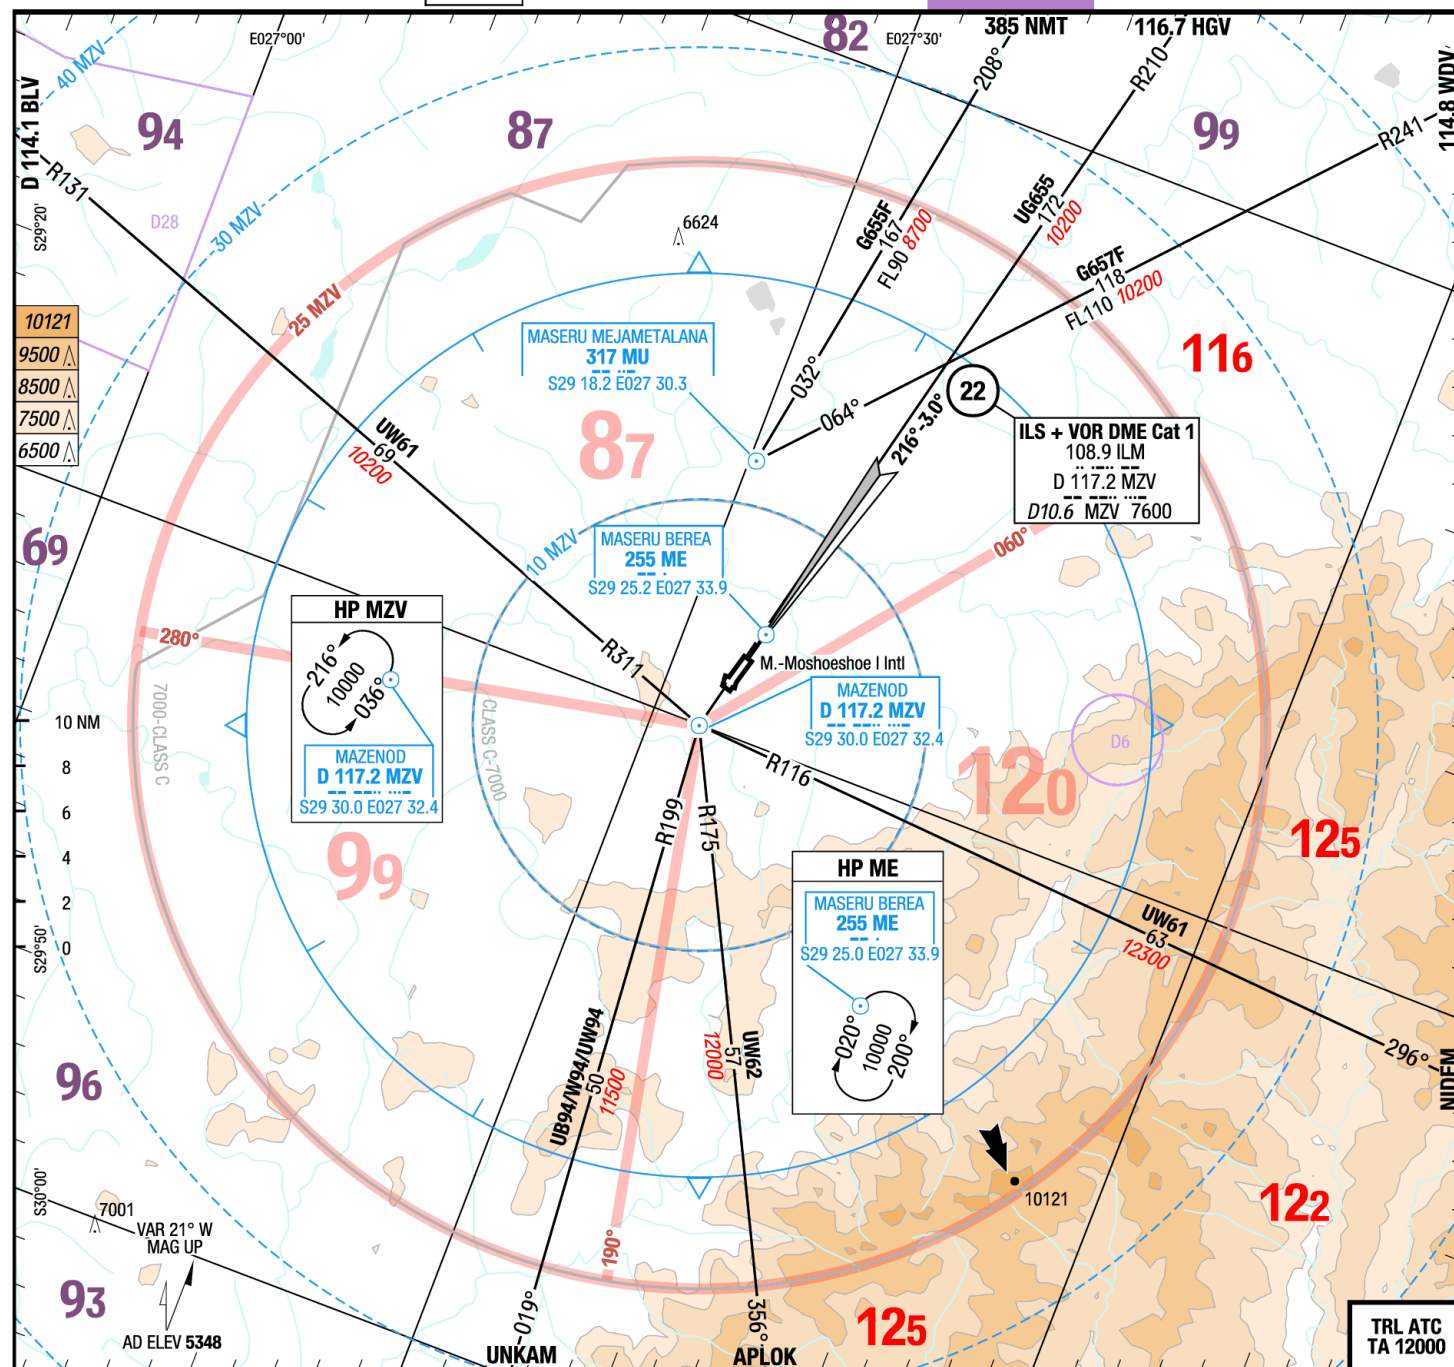 E027°00'
82
E027°30'
385 NMT
116.7 HGV
40 MZV
208°
R210
114.8 WDV
D 114.1 BLV
94
87
99
R241
R131
D28
S29°20'
30 MZV
6624
G655F
167
FL90 8700
UG655
172
10200
G657F
118
FL110 10200
25 MZV
10121
9500
8500
7500
6500
MASERU MEJAMETALANA
317 MU
S29 18.2 E027 30.3
116
032°
22
064°
216°-3.0°
87
UW61
69
10200
ILS + VOR DME Cat 1
108.9 ILM
D 117.2 MZV
D10.6 MZV 7600
69
10 MZV
MASERU BEREA
255 ME
S29 25.2 E027 33.9
060°
HP MZV
216°
10000
036°
MAZENOD
D 117.2 MZV
S29 30.0 E027 32.4
280°
R311
M.-Moshoeshoe I Intl
MAZENOD
D 117.2 MZV
S29 30.0 E027 32.4
7000-CLASS C
CLASS C-7000
10 NM
8
6
4
2
0
D6
R116
120
R199
R175
99
125
HP ME
MASERU BEREA
255 ME
S29 25.0 E027 33.9
020°
10000
200°
UW61
63
12300
S29°50'
UB94/W94/UW94
50
11500
UW62
57
12000
296°
NIDEM
96
S30°00'
7001
VAR 21° W
MAG UP
10121
122
190°
93
AD ELEV 5348
019°
UNKAM
356°
APLOK
125
TRL ATC
TA 12000